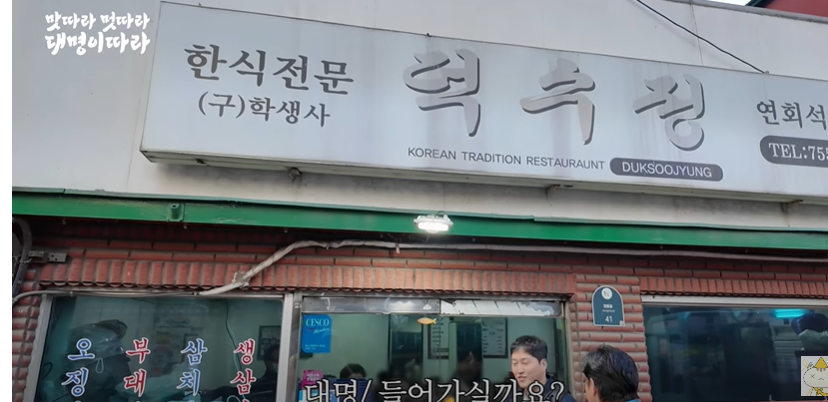 맛따라 멋따라
대명이따라
한식전문
(구)학생사
덕수정
KOREAN TRADITION RESTAURAUNT DUKSOOJYUNG
연회석
TEL:755
CESCO
41
오 부 삼 생
징 대 치 삼
대명/ 들어가실까요?